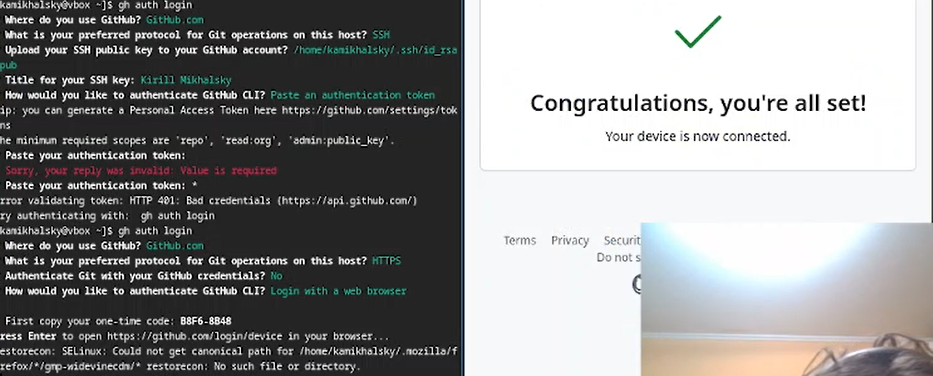 kamikhalsky@vbox ~]$ gh auth login
Where do you use GitHub? GitHub.com
What is your preferred protocol for Git operations on this host? SSH
Upload your SSH public key to your GitHub account? /home/kamikhalsky/.ssh/id_rsa
pub
Title for your SSH key: Kirill Mikhalsky
How would you like to authenticate GitHub CLI? Paste an authentication token
ip: you can generate a Personal Access Token here https://github.com/settings/tok
ns
he minimum required scopes are 'repo', 'read:org', 'admin:public_key'.
Paste your authentication token:
Sorry, your reply was invalid: Value is required
Paste your authentication token: *
rror validating token: HTTP 401: Bad credentials (https://api.github.com/)
ry authenticating with:  gh auth login
kamikhalsky@vbox ~]$ gh auth login
Where do you use GitHub? GitHub.com
What is your preferred protocol for Git operations on this host? HTTPS
Authenticate Git with your GitHub credentials? No
How would you like to authenticate GitHub CLI? Login with a web browser
First copy your one-time code: B8F6-8B48
ress Enter to open https://github.com/login/device in your browser...
estorecon: SELinux: Could not get canonical path for /home/kamikhalsky/.mozilla/f
refox/*/gmp-widevinecdm/* restorecon: No such file or directory.
Congratulations, you're all set!
Your device is now connected.
Terms Privacy Securit
Do not s